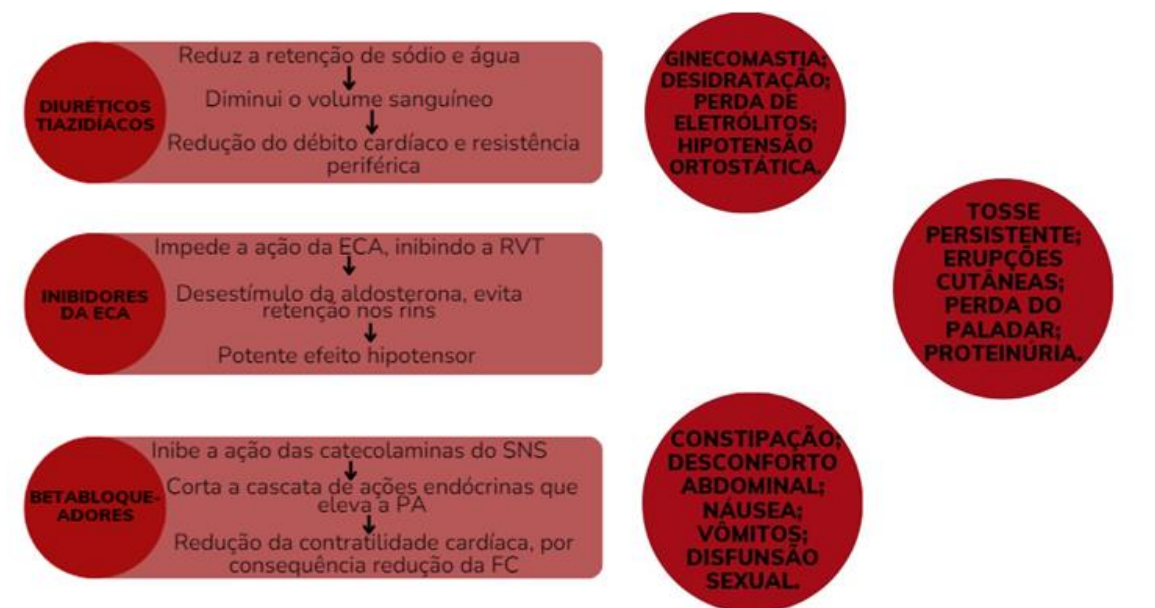 DIURÉTICOS
TIAZIDÍACOS
Reduz a retenção de sódio e água
Diminui o volume sanguíneo
Redução do débito cardíaco e resistência
periférica
GINECOMASTIA;
DESIDRATAÇÃO;
PERDA DE
ELETRÓLITOS;
HIPOTENSÃO
ORTOSTÁTICA.
INIBIDORES
DA ECA
Impede a ação da ECA, inibindo a RVT
Desestímulo da aldosterona, evita
retenção nos rins
Potente efeito hipotensor
TOSSE
PERSISTENTE;
ERUPÇÕES
CUTÂNEAS;
PERDA DO
PALADAR;
PROTEINÚRIA.
BETABLOQUE-
ADORES
Inibe a ação das catecolaminas do SNS
Corta a cascata de ações endócrinas que
eleva a PA
Redução da contratilidade cardíaca, por
consequência redução da FC
CONSTIPAÇÃO;
DESCONFORTO
ABDOMINAL;
NÁUSEA;
VÔMITOS;
DISFUNSÃO
SEXUAL.